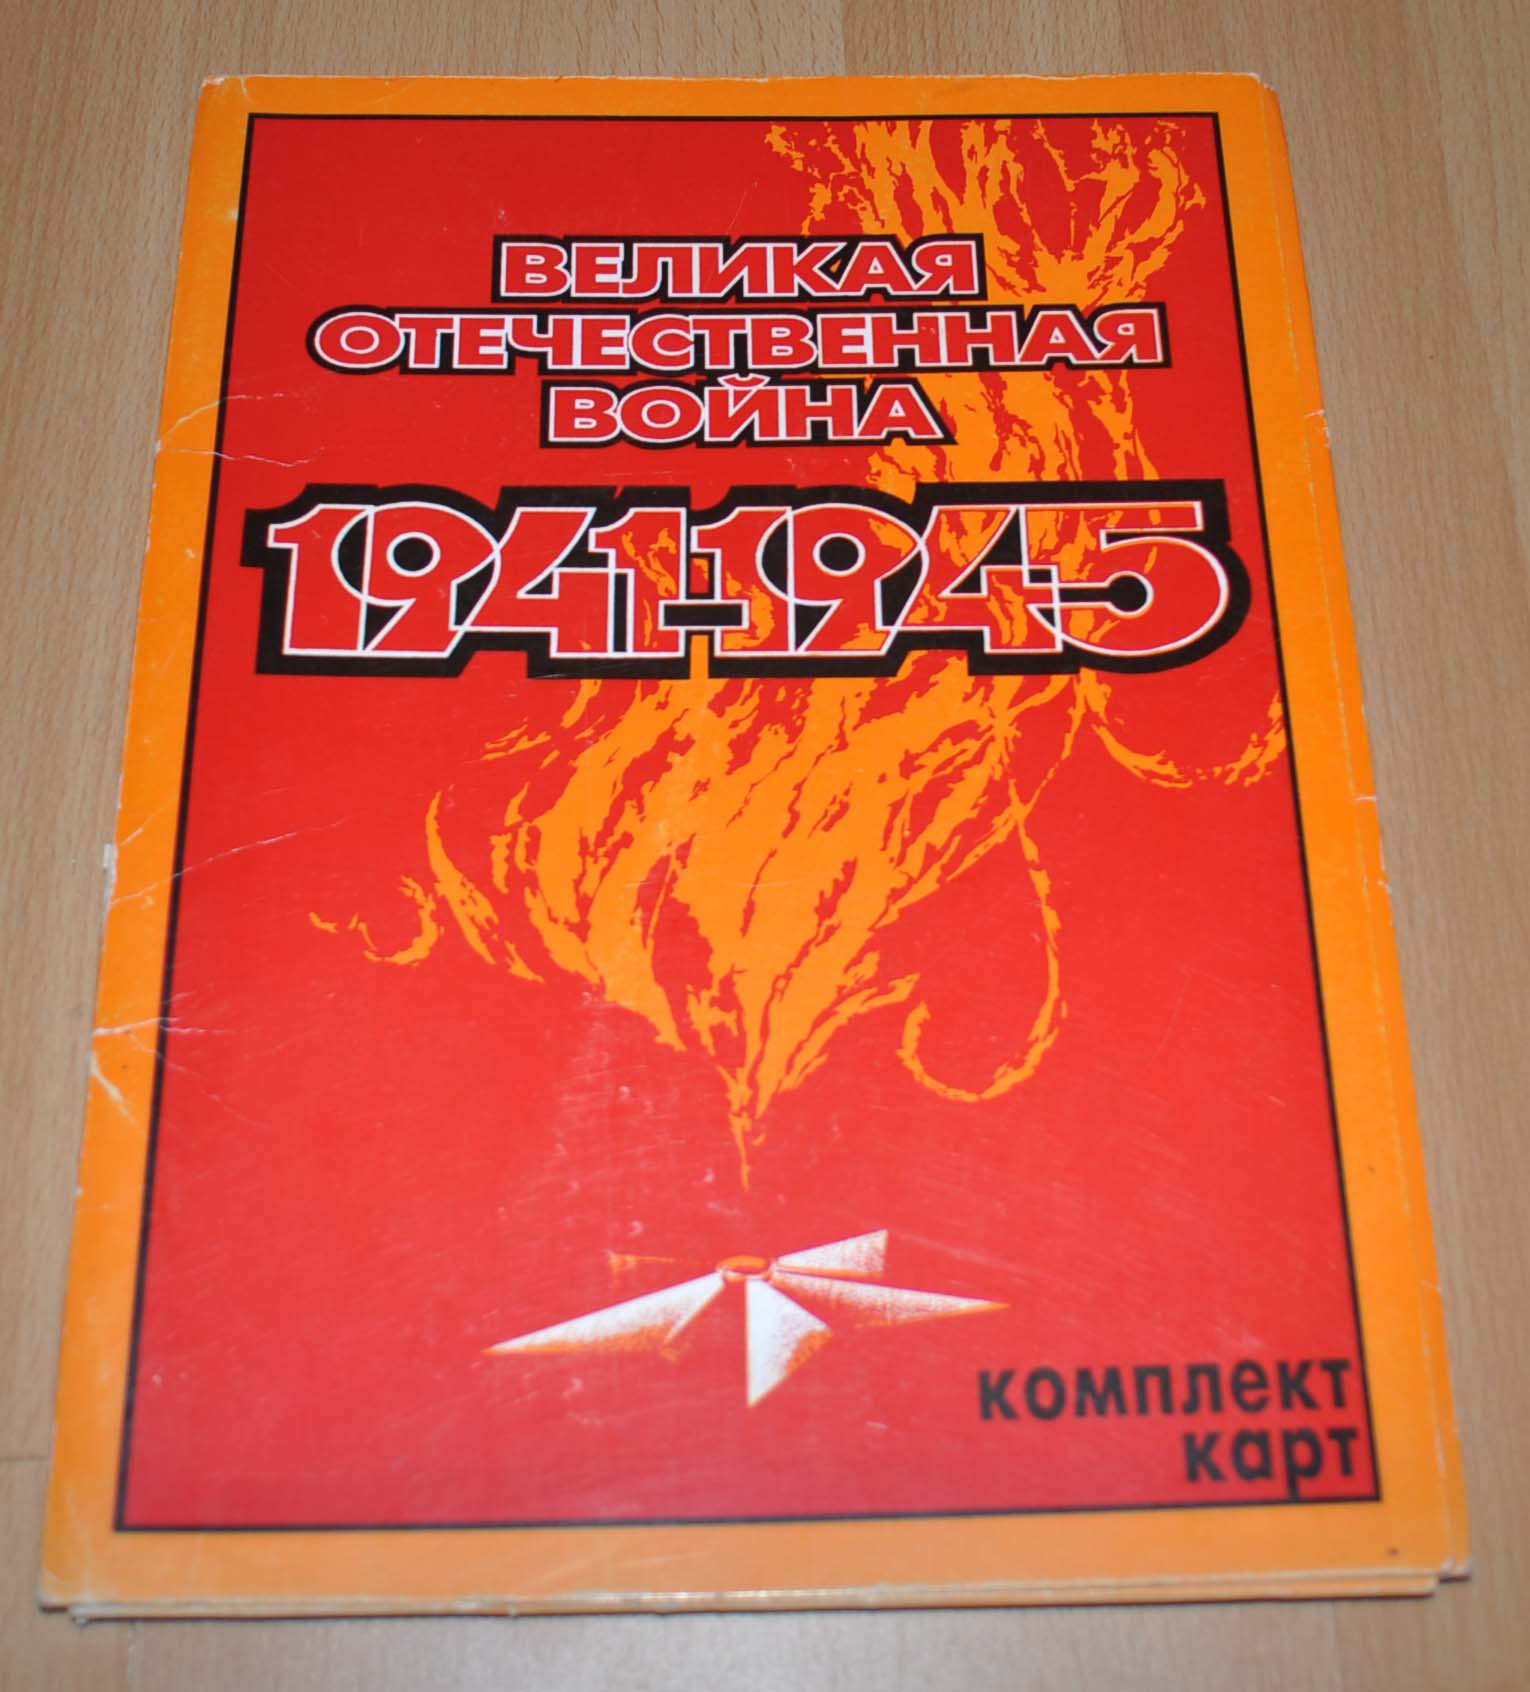 ВЕЛИКАЯ
ОТЕЧЕСТВЕННАЯ
ВОЙНА
1941-1945
комплект
карт